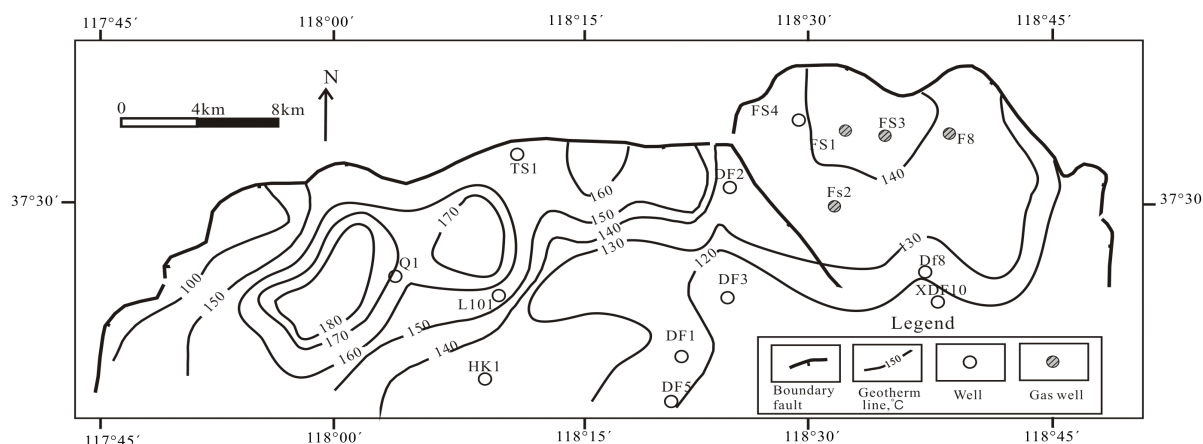 117°45´ 118°00´ 118°15´ 118°30´ 118°45´
N
0 4km 8km
FS4
FS1 FS3 F8
TS1
140
160
DF2
37°30´ 37°30´
Fs2
170
150
140
130
130
120
Q1
Df8
100
DF3
150
L101
XDF10
180
150
Legend
170
160
140
DF1
HK1
DF5
150
Boundary fault
Geotherm line,℃
Well
Gas well
117°45´ 118°00´ 118°15´ 118°30´ 118°45´